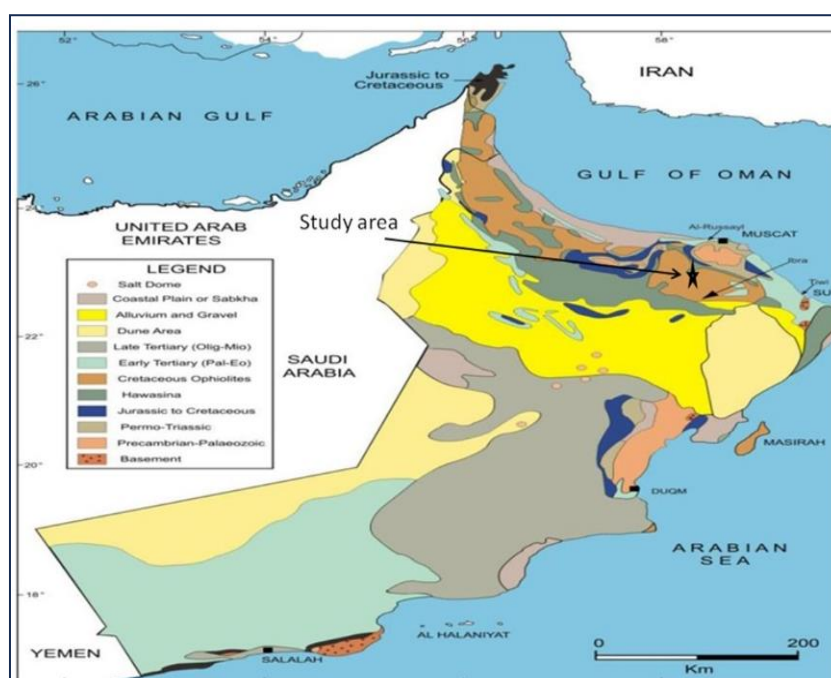 52°
54°
56
58°
IRAN
Jurassic to
Cretaceous
26°
ARABIAN GULF
GULF OF OMAN
24°
UNITED ARAB
EMIRATES
Study area
Al-Russayl
MUSCAT
Ibra
Tiwi
SU
LEGEND
Salt Dome
Coastal Plain or Sabkha
Alluvium and Gravel
Dune Area
Late Tertiary (Olig-Mio)
Early Tertiary (Pal-Eo)
Cretaceous Ophiolites
Hawasina
Jurassic to Cretaceous
Permo-Triassic
Precambrian-Palaeozoic
Basement
22°
SAUDI
ARABIA
MASIRAH
20°
DUQM
ARABIAN
SEA
18°
AL HALANIYAT
YEMEN
SALALAH
0
200
Km